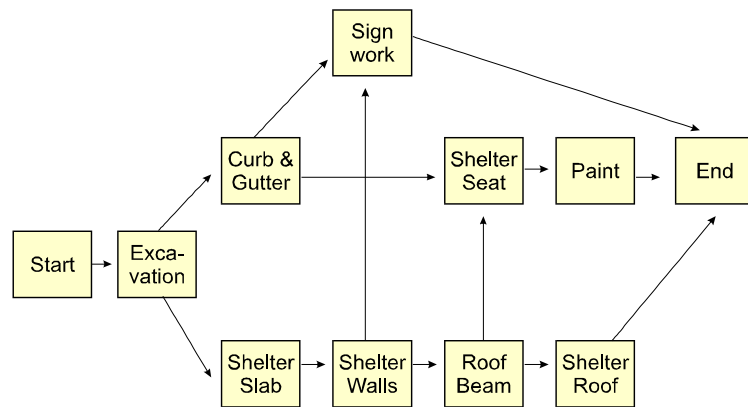 Sign
work
Curb &
Gutter
Shelter
Seat
Paint
End
Start
Exca-
vation
Shelter
Slab
Shelter
Walls
Roof
Beam
Shelter
Roof